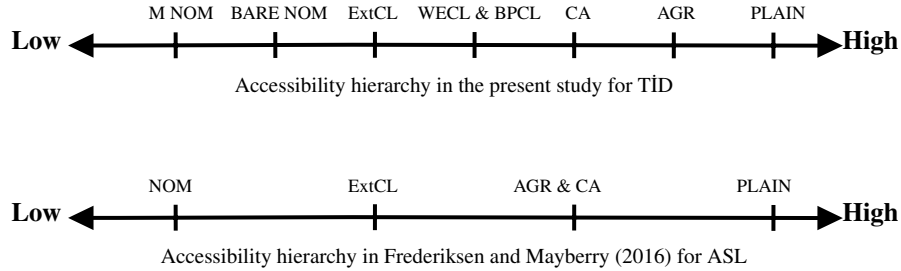 M NOM BARE NOM ExtCL WECL & BPCL CA AGR PLAIN
Low High
Accessibility hierarchy in the present study for TİD
NOM ExtCL AGR & CA PLAIN
Low High
Accessibility hierarchy in Frederiksen and Mayberry (2016) for ASL